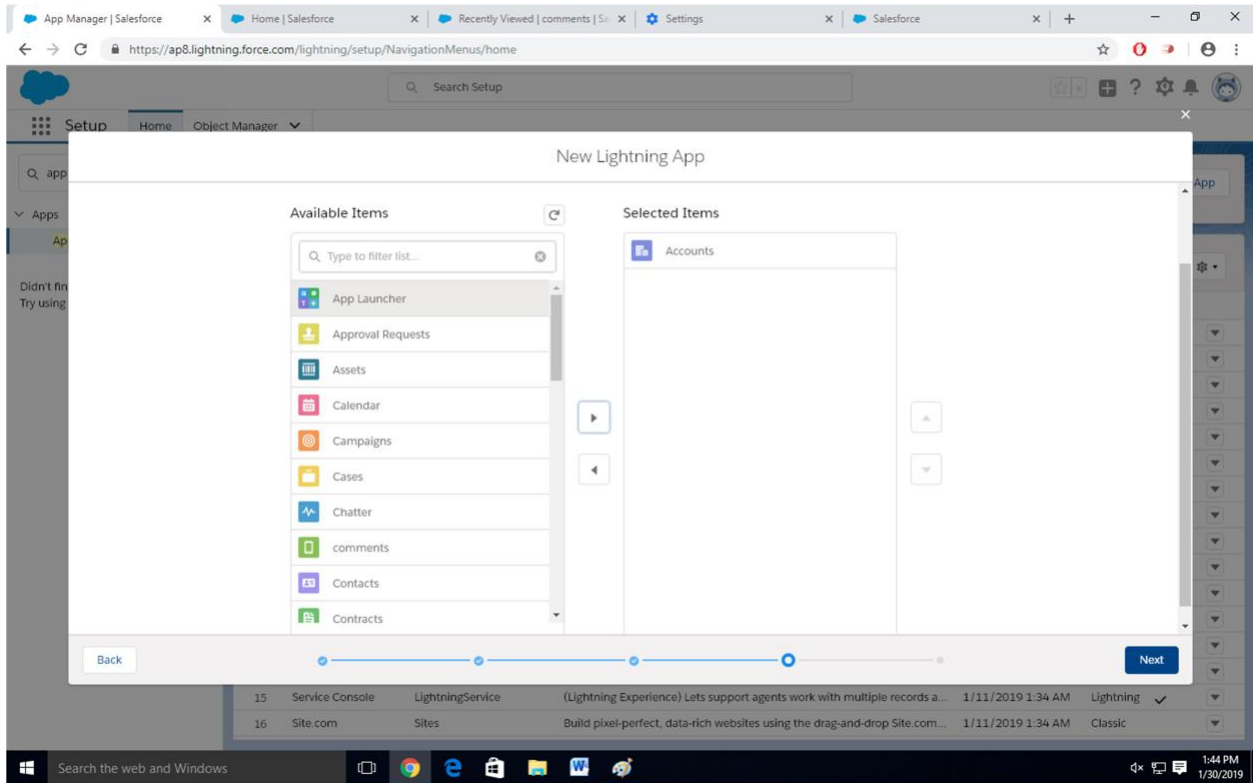 App Manager | Salesforce
Home | Salesforce
Recently Viewed | comments | Sa
Settings
Salesforce
https://ap8.lightning.force.com/lightning/setup/NavigationMenus/home
Search Setup
Setup Home Object Manager
New Lightning App
app
App
Apps
Ap
Didn't fin
Try using
Available Items
Selected Items
Type to filter list...
Accounts
App Launcher
Approval Requests
Assets
Calendar
Campaigns
Cases
Chatter
comments
Contacts
Contracts
Back
Next
15 Service Console LightningService (Lightning Experience) Lets support agents work with multiple records a... 1/11/2019 1:34 AM Lightning
16 Site.com Sites Build pixel-perfect, data-rich websites using the drag-and-drop Site.com... 1/11/2019 1:34 AM Classic
Search the web and Windows
1:44 PM
1/30/2019